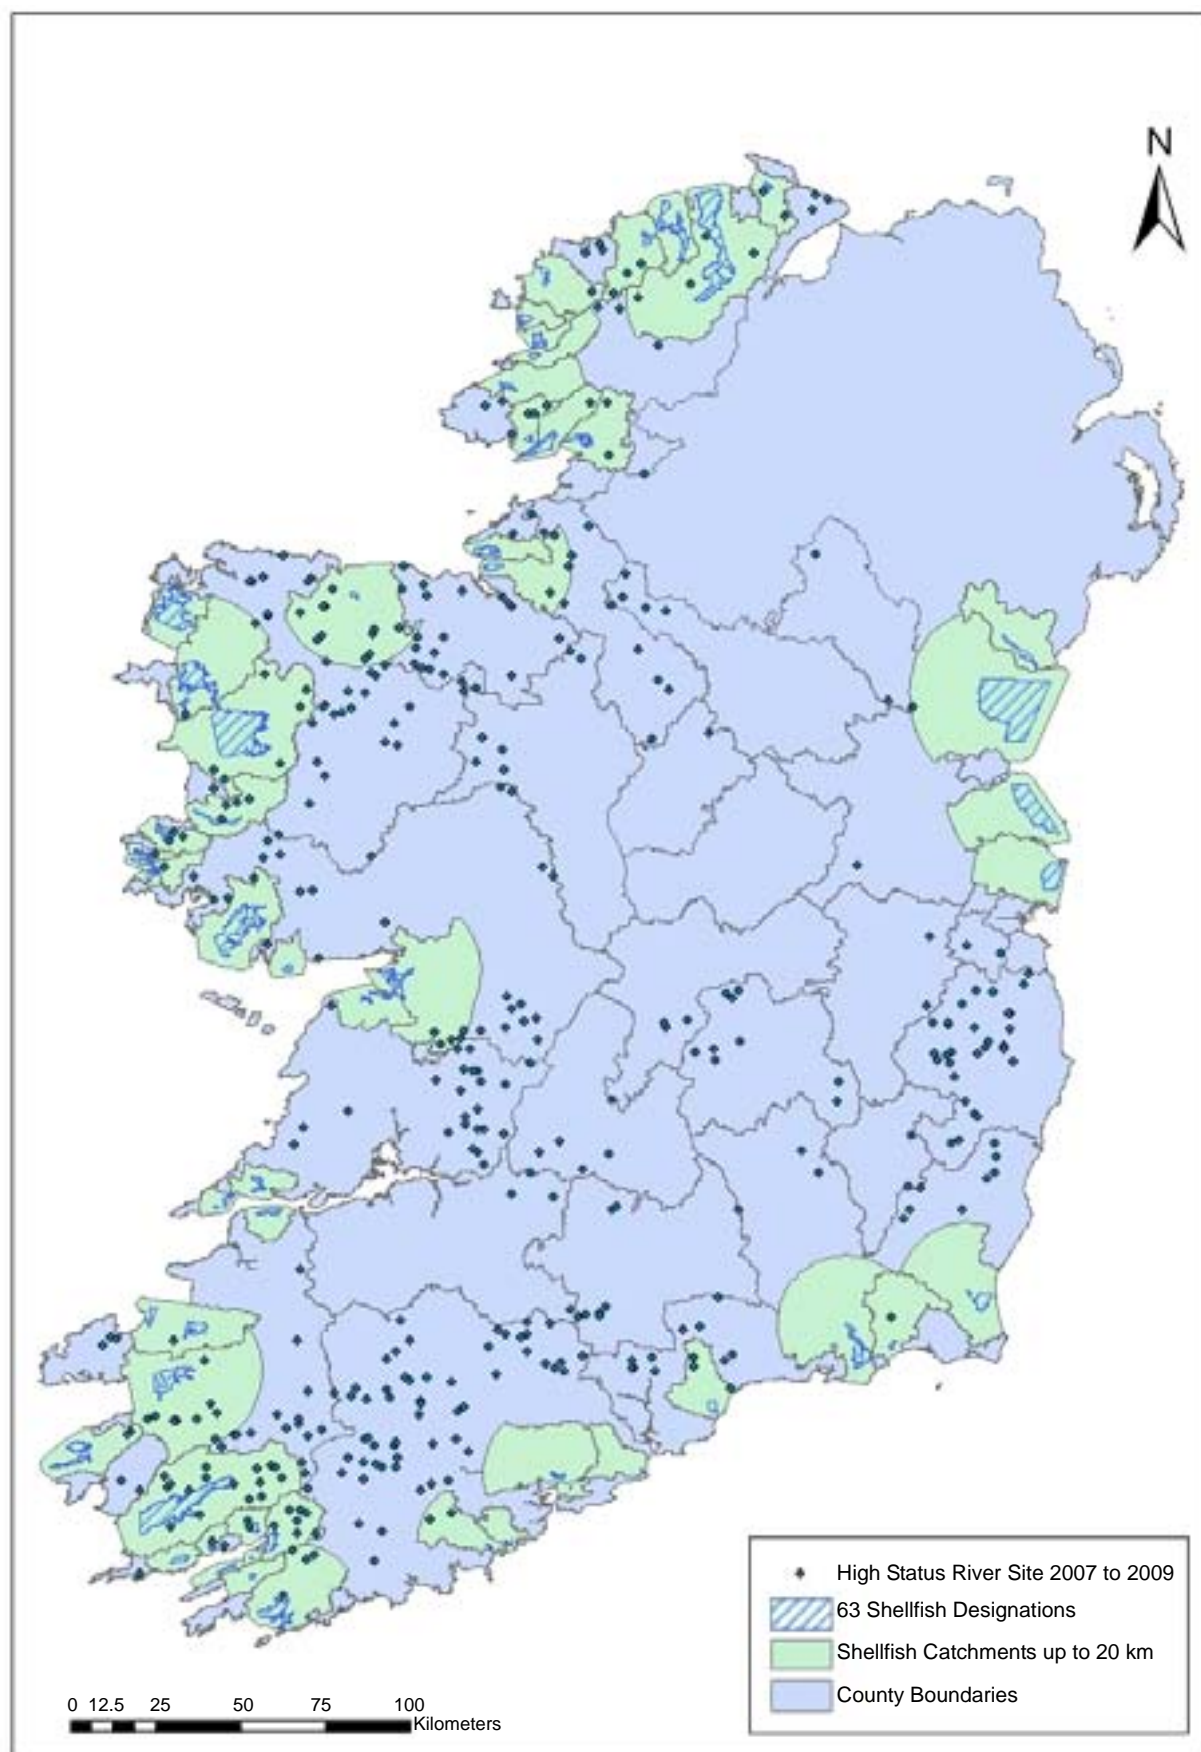 N
High Status River Site 2007 to 2009
63 Shellfish Designations
Shellfish Catchments up to 20 km
County Boundaries
0 12.5 25 50 75 100
Kilometers